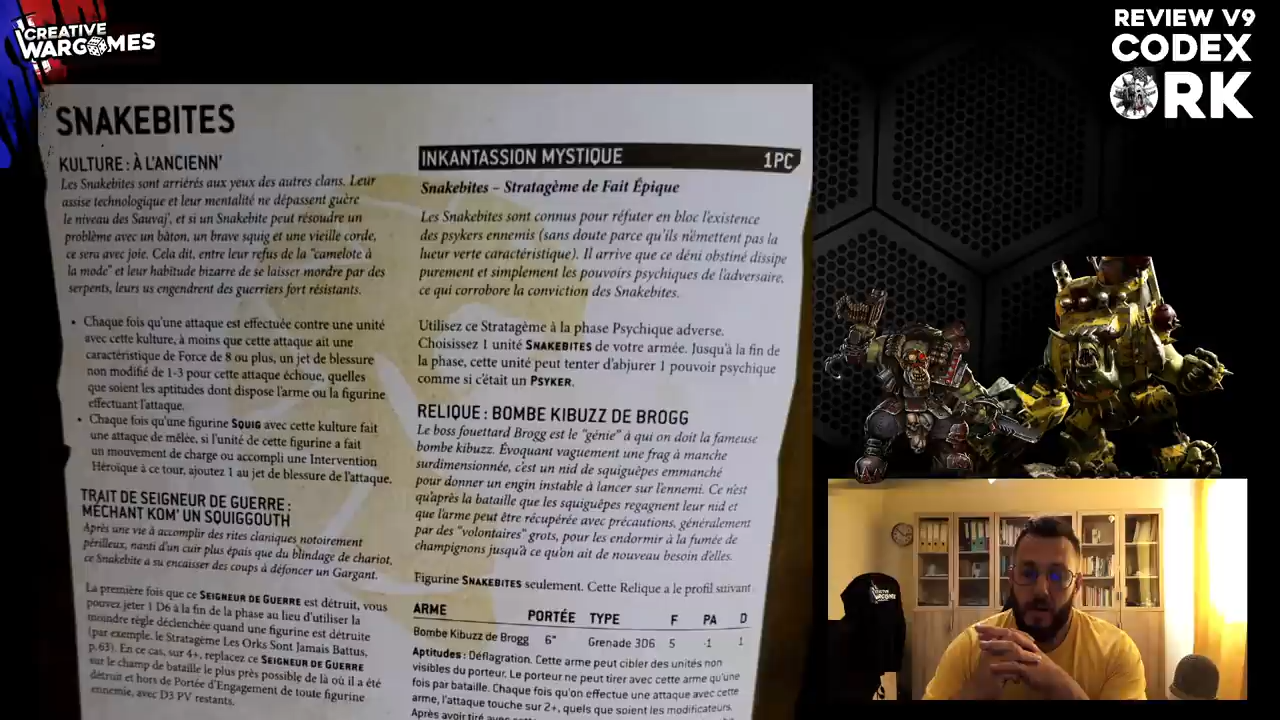 CREATIVE
WARGAMES
REVIEW V9
CODEX
ORK
SNAKEBITES
KULTURE : À L'ANCIENN'
Les Snakebites sont arriérés aux yeux des autres clans. Leur
assise technologique et leur mentalité ne dépassent guère
le niveau des Sauvaj', et si un Snakebite peut résoudre un
problème avec un bâton, un brave squig et une vieille corde,
ce sera avec joie. Cela dit, entre leur refus de la "camelote à
la mode" et leur habitude bizarre de se laisser mordre par des
serpents, leurs us engendrent des guerriers fort résistants.
• Chaque fois qu'une attaque est effectuée contre une unité
avec cette kulture, à moins que cette attaque ait une
caractéristique de Force de 8 ou plus, un jet de blessure
non modifié de 1-3 pour cette attaque échoue, quelles
que soient les aptitudes dont dispose l'arme ou la figurine
effectuant l'attaque.
• Chaque fois qu'une figurine SQUIG avec cette kulture fait
une attaque de mêlée, si l'unité de cette figurine a fait
un mouvement de charge ou accompli une Intervention
Héroïque à ce tour, ajoutez 1 au jet de blessure de l'attaque.
TRAIT DE SEIGNEUR DE GUERRE :
MÉCHANT KOM' UN SQUIGGOUTH
Après une vie à accomplir des rites claniques notoirement
périlleux, nanti d'un cuir plus épais que du blindage de chariot,
ce Snakebite a su encaisser des coups à défoncer un Gargant.
La première fois que ce SEIGNEUR DE GUERRE est détruit, vous
pouvez jeter 1 D6 à la fin de la phase au lieu d'utiliser la
moindre règle déclenchée quand une figurine est détruite
(par exemple, le Stratagème Les Orks Sont Jamais Battus,
p.63). En ce cas, sur 4+, replacez ce SEIGNEUR DE GUERRE
sur le champ de bataille le plus près possible de là où il a été
détruit et hors de Portée d'Engagement de toute figurine
ennemie, avec D3 PV restants.
INKANTASSION MYSTIQUE 1PC
Snakebites – Stratagème de Fait Épique
Les Snakebites sont connus pour réfuter en bloc l'existence
des psykers ennemis (sans doute parce qu'ils n'émettent pas la
lueur verte caractéristique). Il arrive que ce déni obstiné dissipe
purement et simplement les pouvoirs psychiques de l'adversaire,
ce qui corrobore la conviction des Snakebites.
Utilisez ce Stratagème à la phase Psychique adverse.
Choisissez 1 unité SNAKEBITES de votre armée. Jusqu'à la fin de
la phase, cette unité peut tenter d'abjurer 1 pouvoir psychique
comme si c'était un PSYKER.
RELIQUE : BOMBE KIBUZZ DE BROGG
Le boss fouettard Brogg est le "génie" à qui on doit la fameuse
bombe kibuzz. Évoquant vaguement une frag à manche
surdimensionnée, c'est un nid de squiguêpes emmanché
pour donner un engin instable à lancer sur l'ennemi. Ce n'est
qu'après la bataille que les squiguêpes regagnent leur nid et
que l'arme peut être récupérée avec précautions, généralement
par des "volontaires" grots, pour les endormir à la fumée de
champignons jusqu'à ce qu'on ait de nouveau besoin d'elles.
Figurine SNAKEBITES seulement. Cette Relique a le profil suivant
ARME PORTÉE TYPE F PA D
Bombe Kibuzz de Brogg 6" Grenade 3D6 5 -1 1
Aptitudes : Déflagration. Cette arme peut cibler des unités non
visibles du porteur. Le porteur ne peut tirer avec cette arme qu'une
fois par bataille. Chaque fois qu'on effectue une attaque avec cette
arme, l'attaque touche sur 2+, quels que soient les modificateurs.
Après avoir tiré avec
CREATIVE
WARGAMES